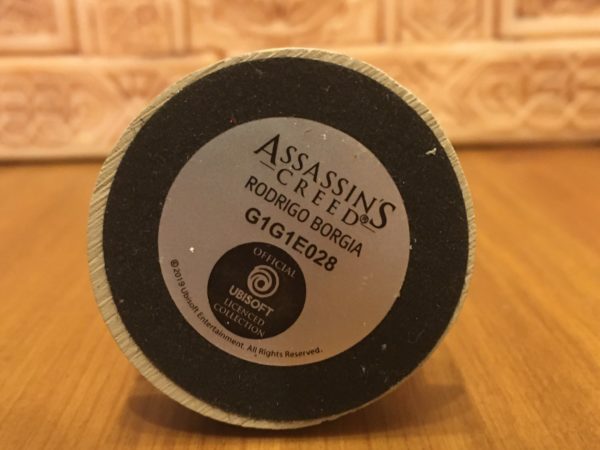 ASSASSIN'S
CREED®
RODRIGO BORGIA
G1G1E028
OFFICIAL
UBISOFT
LICENCED
COLLECTION
©2019 Ubisoft Entertainment. All Rights Reserved.